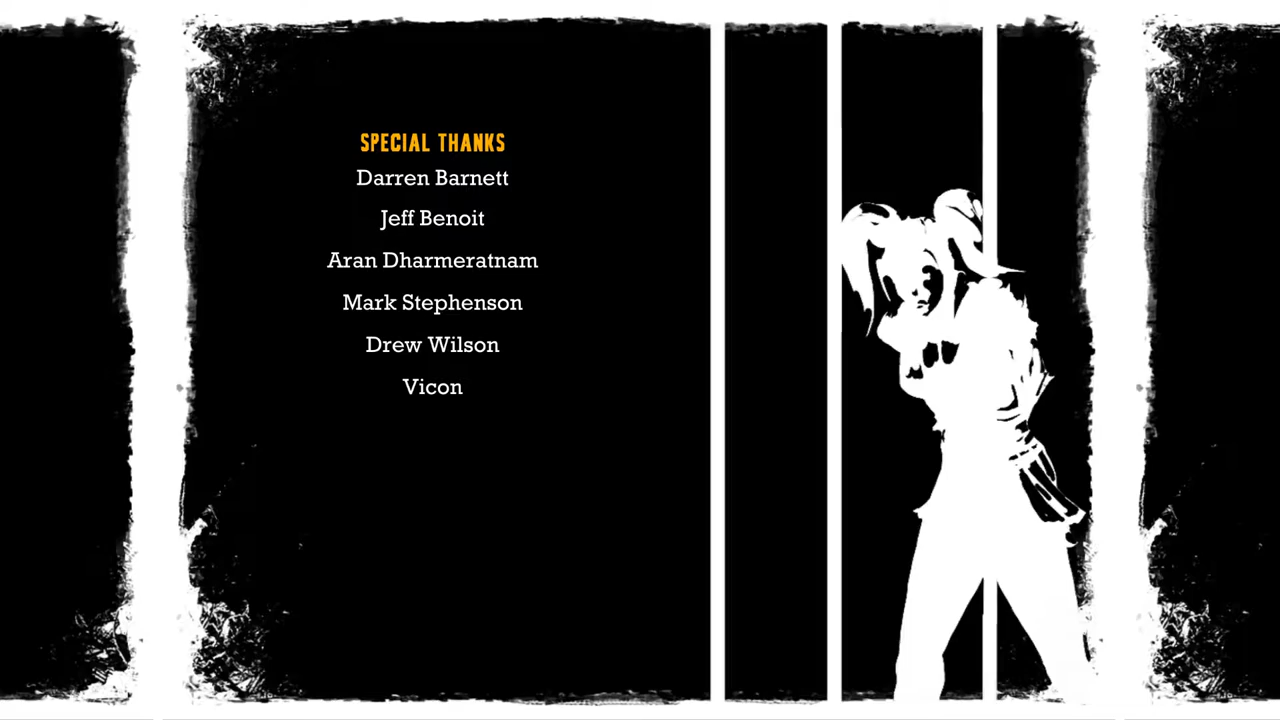 SPECIAL THANKS
Darren Barnett
Jeff Benoit
Aran Dharmeratnam
Mark Stephenson
Drew Wilson
Vicon